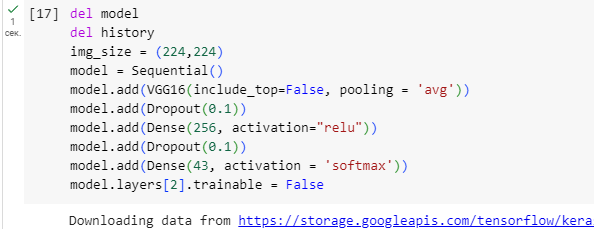 [17] del model
1
сек.
del history
img_size = (224,224)
model = Sequential()
model.add(VGG16(include_top=False, pooling = 'avg'))
model.add(Dropout(0.1))
model.add(Dense(256, activation="relu"))
model.add(Dropout(0.1))
model.add(Dense(43, activation = 'softmax'))
model.layers[2].trainable = False
Downloading data from https://storage.googleapis.com/tensorflow/kera